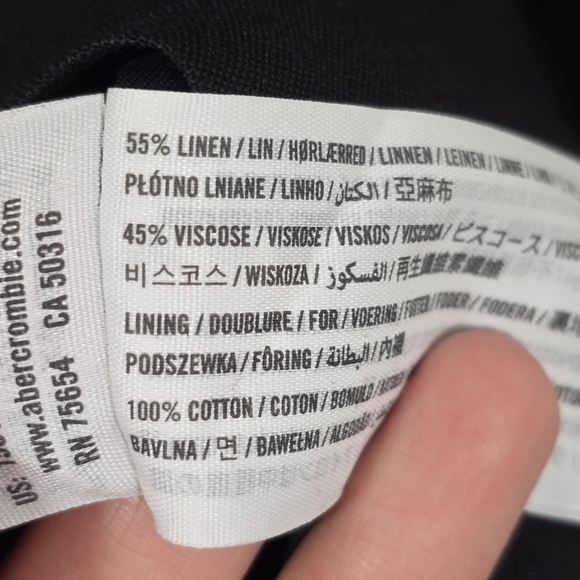 55% LINEN / LIN / HØRLÆRRED / LINNEN / LEINEN / LINNE /
PŁÓTNO LNIANE / LINHO / الكتان / 亞麻布
45% VISCOSE / VISKOSE / VISKOS / VISCOSA / ビスコース /
비스코스 / WISKOZA / الفسكوز / 再生纖維素纖維
LINING / DOUBLURE / FOR / VOERING / FUTTER / FODER / FODERA /
PODSZEWKA / FÔRING / البطانة / 內襯
100% COTTON / COTON / BOMULD /
BAVLNA / 면 / BAWEŁNA / ALGODÃO /
US:
www.abercrombie.com
RN 75654 CA 50316